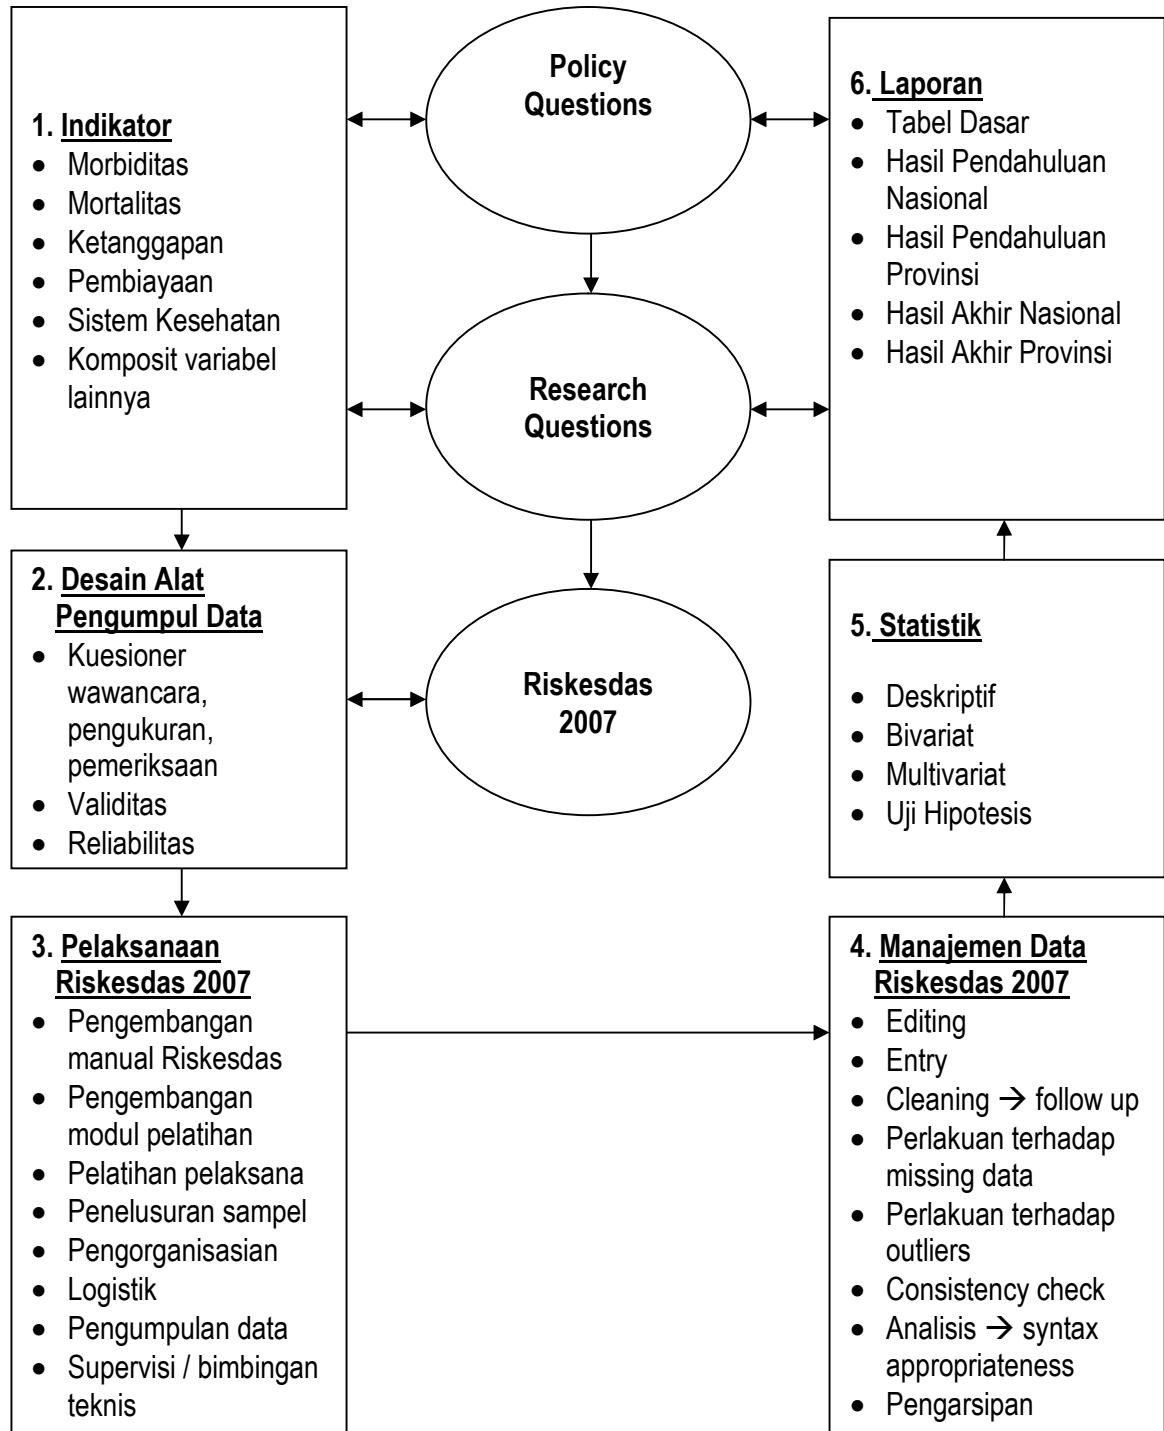 1. Indikator
• Morbiditas
• Mortalitas
• Ketanggapan
• Pembiayaan
• Sistem Kesehatan
• Komposit variabel
lainnya
Policy
Questions
6. Laporan
• Tabel Dasar
• Hasil Pendahuluan
Nasional
• Hasil Pendahuluan
Provinsi
• Hasil Akhir Nasional
• Hasil Akhir Provinsi
Research
Questions
2. Desain Alat
Pengumpul Data
• Kuesioner
wawancara,
pengukuran,
pemeriksaan
• Validitas
• Reliabilitas
Riskesdas
2007
5. Statistik
• Deskriptif
• Bivariat
• Multivariat
• Uji Hipotesis
3. Pelaksanaan
Riskesdas 2007
• Pengembangan
manual Riskesdas
• Pengembangan
modul pelatihan
• Pelatihan pelaksana
• Penelusuran sampel
• Pengorganisasian
• Logistik
• Pengumpulan data
• Supervisi / bimbingan
teknis
4. Manajemen Data
Riskesdas 2007
• Editing
• Entry
• Cleaning → follow up
• Perlakuan terhadap
missing data
• Perlakuan terhadap
outliers
• Consistency check
• Analisis → syntax
appropriateness
• Pengarsipan